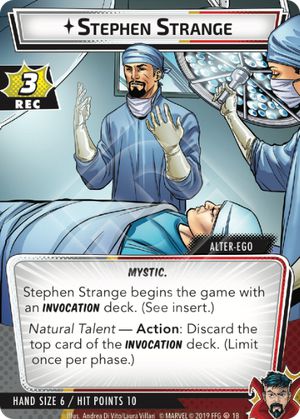 STEPHEN STRANGE
3
REC
ALTER-EGO
MYSTIC.
Stephen Strange begins the game with
an INVOCATION deck. (See insert.)
Natural Talent — Action: Discard the
top card of the INVOCATION deck. (Limit
once per phase.)
HAND SIZE 6 / HIT POINTS 10
Illus. Andrea Di Vito/Laura Villari © MARVEL © 2019 FFG 18